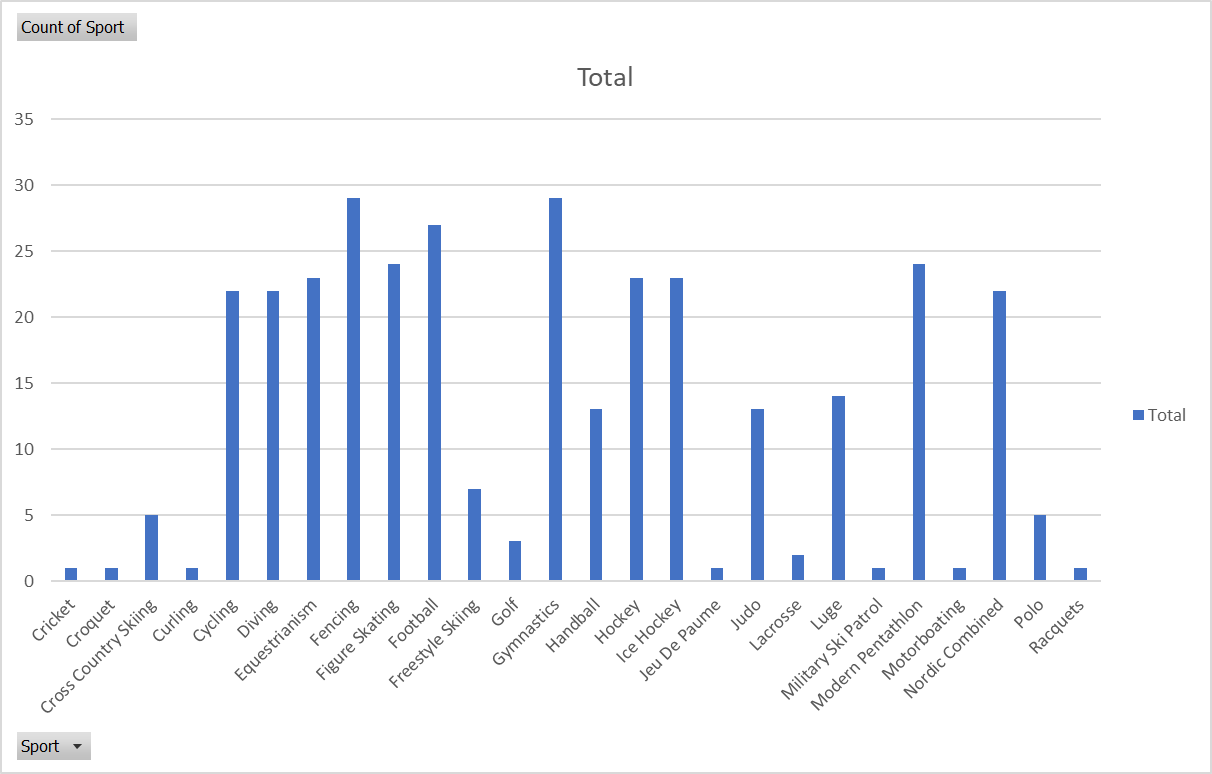 Count of Sport
Total
35
30
25
20
15
10
5
0
Total
Cricket
Croquet
Cross Country Skiing
Curling
Cycling
Diving
Equestrianism
Fencing
Figure Skating
Football
Freestyle Skiing
Golf
Gymnastics
Handball
Hockey
Ice Hockey
Jeu De Paume
Judo
Lacrosse
Luge
Military Ski Patrol
Modern Pentathlon
Motorboating
Nordic Combined
Polo
Racquets
Sport